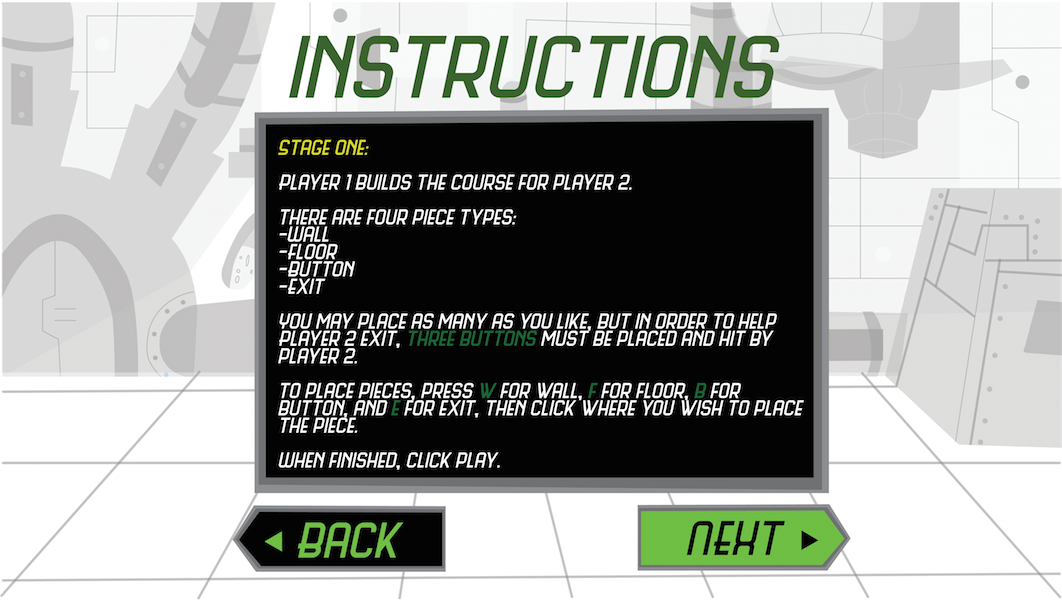 INSTRUCTIONS
STAGE ONE:
PLAYER 1 BUILDS THE COURSE FOR PLAYER 2.
THERE ARE FOUR PIECE TYPES:
-WALL
-FLOOR
-BUTTON
-EXIT
YOU MAY PLACE AS MANY AS YOU LIKE, BUT IN ORDER TO HELP
PLAYER 2 EXIT, THREE BUTTONS MUST BE PLACED AND HIT BY
PLAYER 2.
TO PLACE PIECES, PRESS W FOR WALL, F FOR FLOOR, B FOR
BUTTON, AND E FOR EXIT, THEN CLICK WHERE YOU WISH TO PLACE
THE PIECE.
WHEN FINISHED, CLICK PLAY.
BACK
NEXT